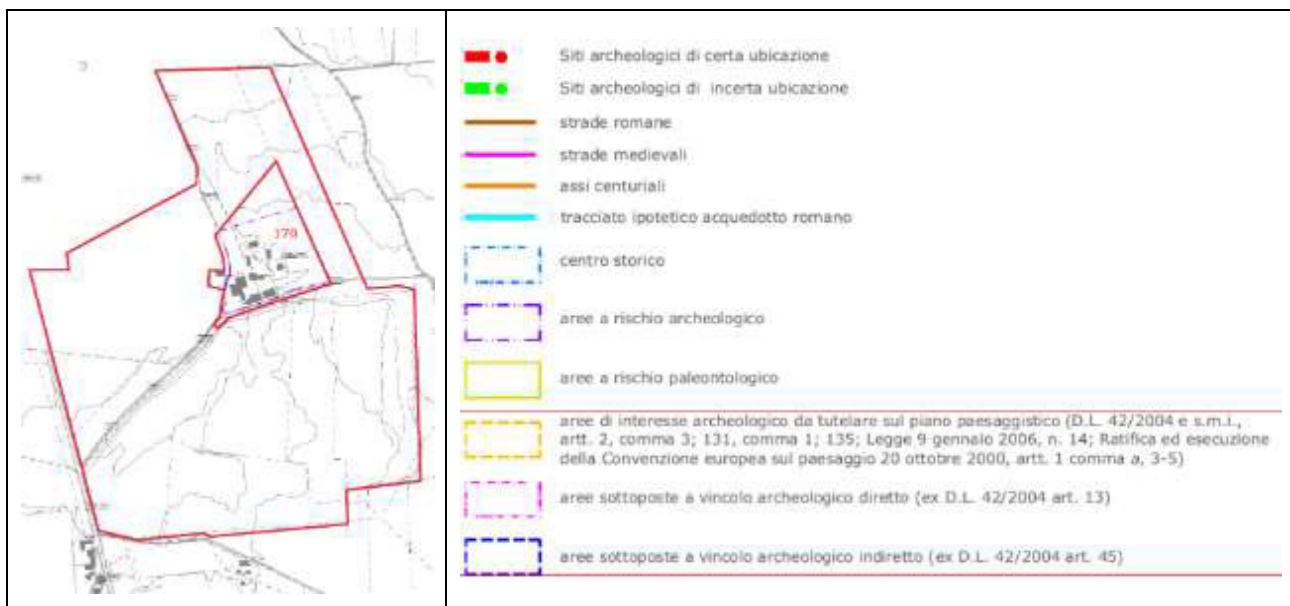 179
Siti archeologici di certa ubicazione
Siti archeologici di incerta ubicazione
strade romane
strade medievali
assi centuriali
tracciato ipotetico acquedotto romano
centro storico
aree a rischio archeologico
aree a rischio paleontologico
aree di interesse archeologico da tutelare sul piano paesaggistico (D.L. 42/2004 e s.m.i.,
artt. 2, comma 3; 131, comma 1; 135; Legge 9 gennaio 2006, n. 14; Ratifica ed esecuzione
della Convenzione europea sul paesaggio 20 ottobre 2000, artt. 1 comma a, 3-5)
aree sottoposte a vincolo archeologico diretto (ex D.L. 42/2004 art. 13)
aree sottoposte a vincolo archeologico indiretto (ex D.L. 42/2004 art. 45)